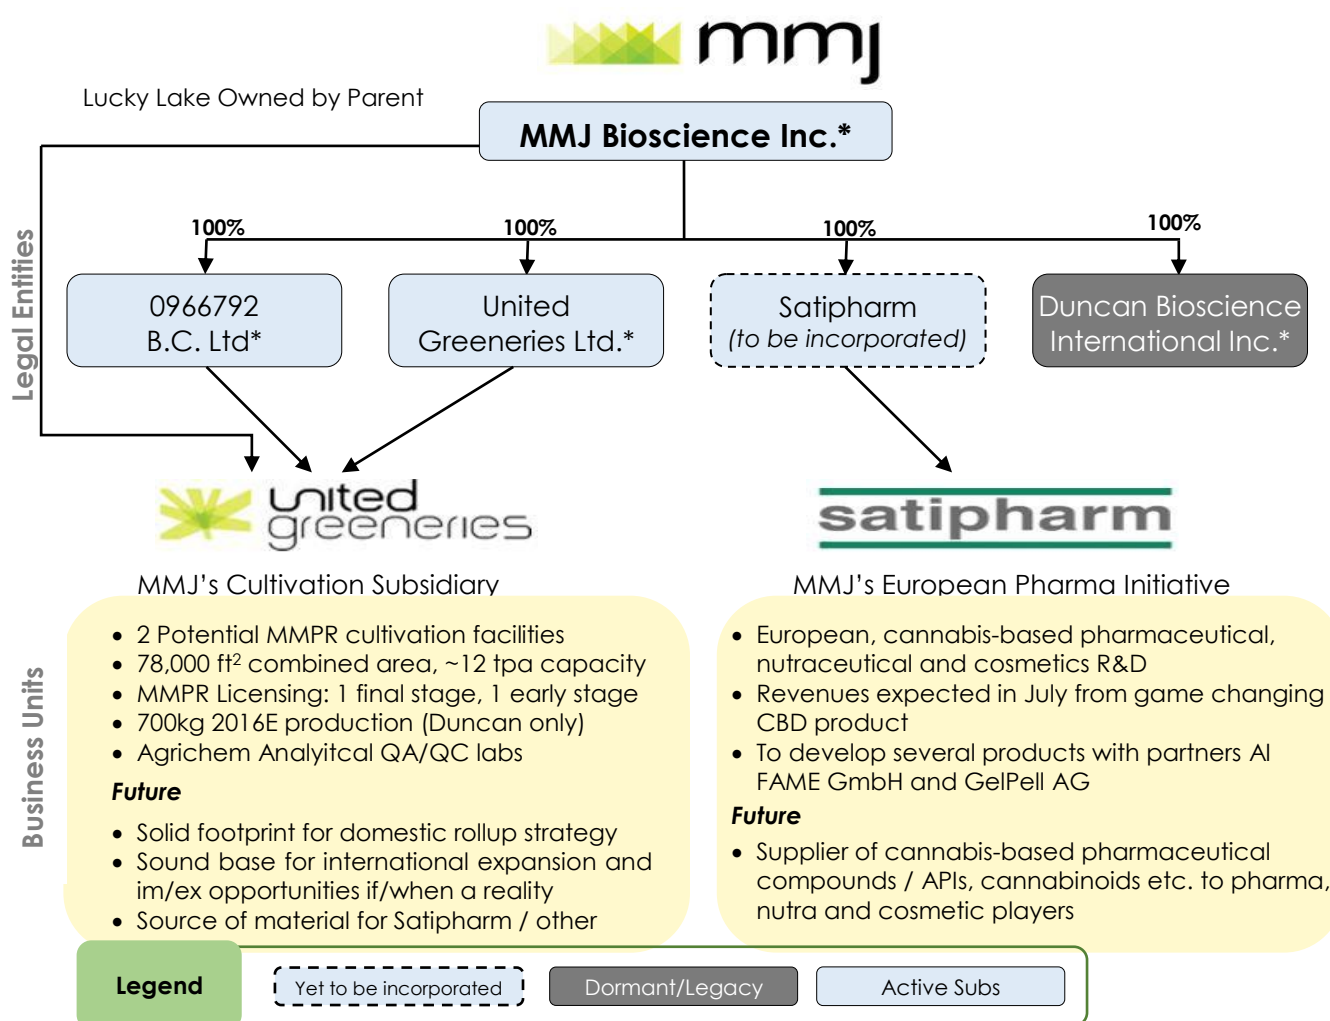 mmj
Lucky Lake Owned by Parent
MMJ Bioscience Inc.*
100%
100%
100%
100%
Legal Entities
0966792
B.C. Ltd*
United
Greeneries Ltd.*
Satipharm
(to be incorporated)
Duncan Bioscience
International Inc.*
united
greeneries
satipharm
MMJ's Cultivation Subsidiary
MMJ's European Pharma Initiative
Business Units
• 2 Potential MMPR cultivation facilities
• 78,000 ft² combined area, ~12 tpa capacity
• MMPR Licensing: 1 final stage, 1 early stage
• 700kg 2016E production (Duncan only)
• Agrichem Analyitcal QA/QC labs
Future
• Solid footprint for domestic rollup strategy
• Sound base for international expansion and
im/ex opportunities if/when a reality
• Source of material for Satipharm / other
• European, cannabis-based pharmaceutical,
nutraceutical and cosmetics R&D
• Revenues expected in July from game changing
CBD product
• To develop several products with partners AI
FAME GmbH and GelPell AG
Future
• Supplier of cannabis-based pharmaceutical
compounds / APIs, cannabinoids etc. to pharma,
nutra and cosmetic players
Legend
Yet to be incorporated
Dormant/Legacy
Active Subs